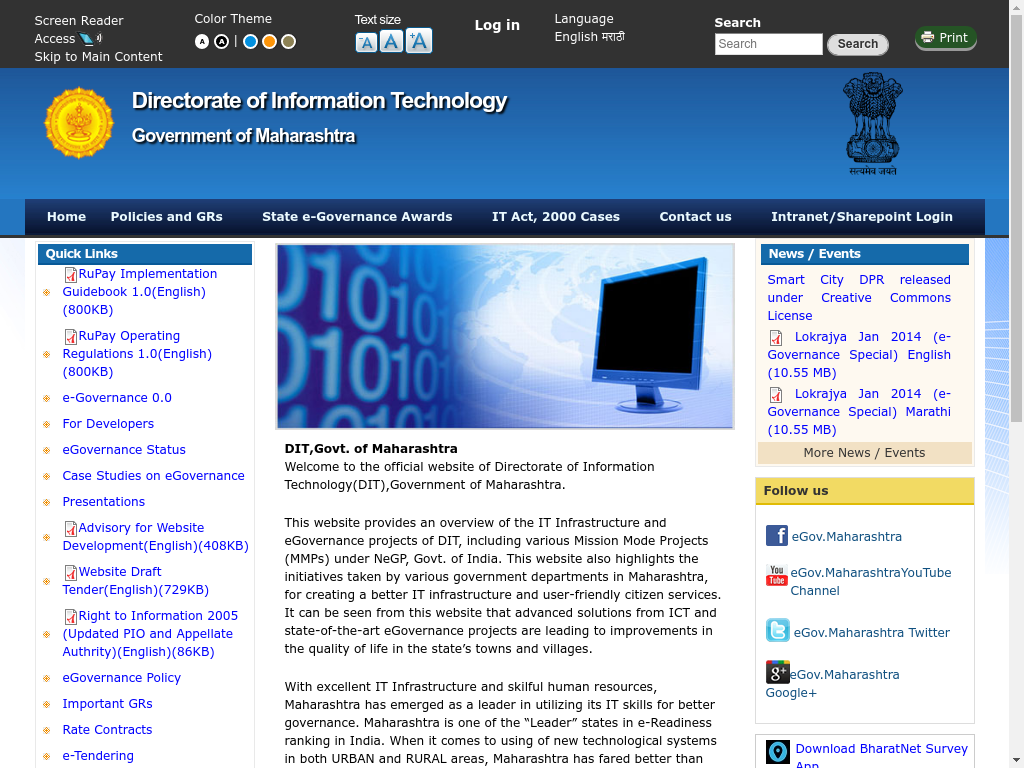 Screen Reader
Access
Skip to Main Content
Color Theme
A A |
Text size
-A A +A
Log in
Language
English मराठी
Search
Search
Search
Print
Directorate of Information Technology
Government of Maharashtra
सत्यमेव जयते
Home
Policies and GRs
State e-Governance Awards
IT Act, 2000 Cases
Contact us
Intranet/Sharepoint Login
Quick Links
RuPay Implementation
Guidebook 1.0(English)
(800KB)
RuPay Operating
Regulations 1.0(English)
(800KB)
e-Governance 0.0
For Developers
eGovernance Status
Case Studies on eGovernance
Presentations
Advisory for Website
Development(English)(408KB)
Website Draft
Tender(English)(729KB)
Right to Information 2005
(Updated PIO and Appellate
Authrity)(English)(86KB)
eGovernance Policy
Important GRs
Rate Contracts
e-Tendering
DIT,Govt. of Maharashtra
Welcome to the official website of Directorate of Information
Technology(DIT),Government of Maharashtra.
This website provides an overview of the IT Infrastructure and
eGovernance projects of DIT, including various Mission Mode Projects
(MMPs) under NeGP, Govt. of India. This website also highlights the
initiatives taken by various government departments in Maharashtra,
for creating a better IT infrastructure and user-friendly citizen services.
It can be seen from this website that advanced solutions from ICT and
state-of-the-art eGovernance projects are leading to improvements in
the quality of life in the state’s towns and villages.
With excellent IT Infrastructure and skilful human resources,
Maharashtra has emerged as a leader in utilizing its IT skills for better
governance. Maharashtra is one of the “Leader” states in e-Readiness
ranking in India. When it comes to using of new technological systems
in both URBAN and RURAL areas, Maharashtra has fared better than
News / Events
Smart City DPR released
under Creative Commons
License
Lokrajya Jan 2014 (e-
Governance Special) English
(10.55 MB)
Lokrajya Jan 2014 (e-
Governance Special) Marathi
(10.55 MB)
More News / Events
Follow us
f eGov.Maharashtra
You Tube eGov.MaharashtraYouTube
Channel
t eGov.Maharashtra Twitter
g+ eGov.Maharashtra
Google+
Download BharatNet Survey
App